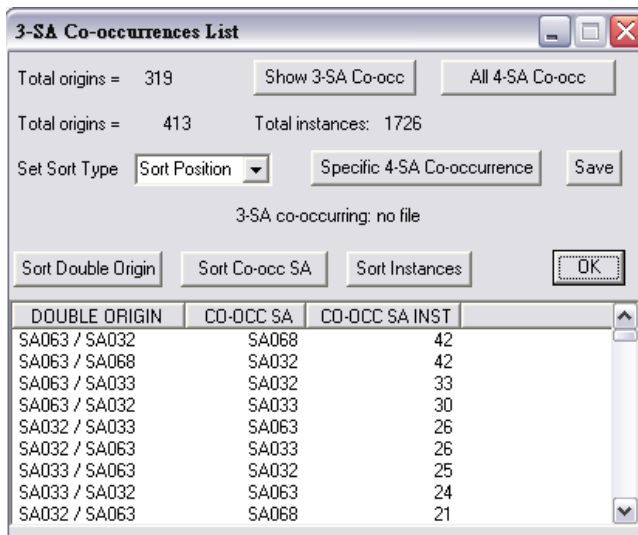 3-SA Co-occurrences List
Total origins = 319 Show 3-SA Co-occ All 4-SA Co-occ
Total origins = 413 Total instances: 1726
Set Sort Type Sort Position Specific 4-SA Co-occurrence Save
3-SA co-occurring: no file
Sort Double Origin Sort Co-occ SA Sort Instances OK
DOUBLE ORIGIN CO-OCC SA CO-OCC SA INST
SA063 / SA032 SA068 42
SA063 / SA068 SA032 42
SA063 / SA033 SA032 33
SA063 / SA032 SA033 30
SA032 / SA033 SA063 26
SA032 / SA063 SA033 26
SA033 / SA063 SA032 25
SA033 / SA032 SA063 24
SA032 / SA063 SA068 21